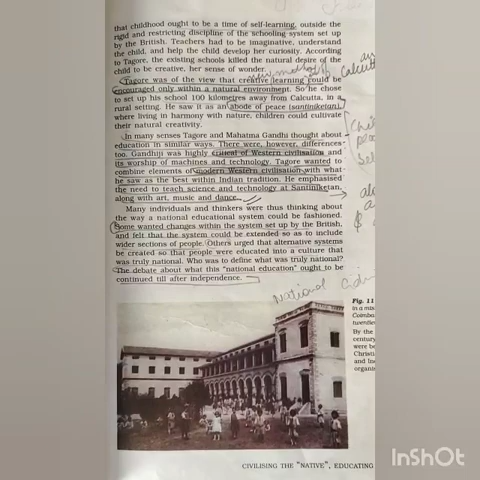 that childhood ought to be a time of self-learning, outside the
rigid and restricting discipline of the schooling system set up
by the British. Teachers had to be imaginative, understand
the child, and help the child develop her curiosity. According
to Tagore, the existing schools killed the natural desire of the
child to be creative, her sense of wonder.
Tagore was of the view that creative learning could be
encouraged only within a natural environment. So he chose
to set up his school 100 kilometres away from Calcutta, in a
rural setting. He saw it as an abode of peace (santiniketan),
where living in harmony with nature, children could cultivate
their natural creativity.
In many senses Tagore and Mahatma Gandhi thought about
education in similar ways. There were, however, differences
too. Gandhiji was highly critical of Western civilisation and
its worship of machines and technology. Tagore wanted to
combine elements of modern Western civilisation with what
he saw as the best within Indian tradition. He emphasised
the need to teach science and technology at Santiniketan,
along with art, music and dance.
Many individuals and thinkers were thus thinking about
the way a national educational system could be fashioned.
Some wanted changes within the system set up by the British,
and felt that the system could be extended so as to include
wider sections of people. Others urged that alternative systems
be created so that people were educated into a culture that
was truly national. Who was to define what was truly national?
The debate about what this "national education" ought to be
continued till after independence.
National
Fig. 11
in a mis
Coimba
twentie
By the
century
were be
Christi
and In
organis
CIVILISING THE "NATIVE", EDUCATING
InShOt